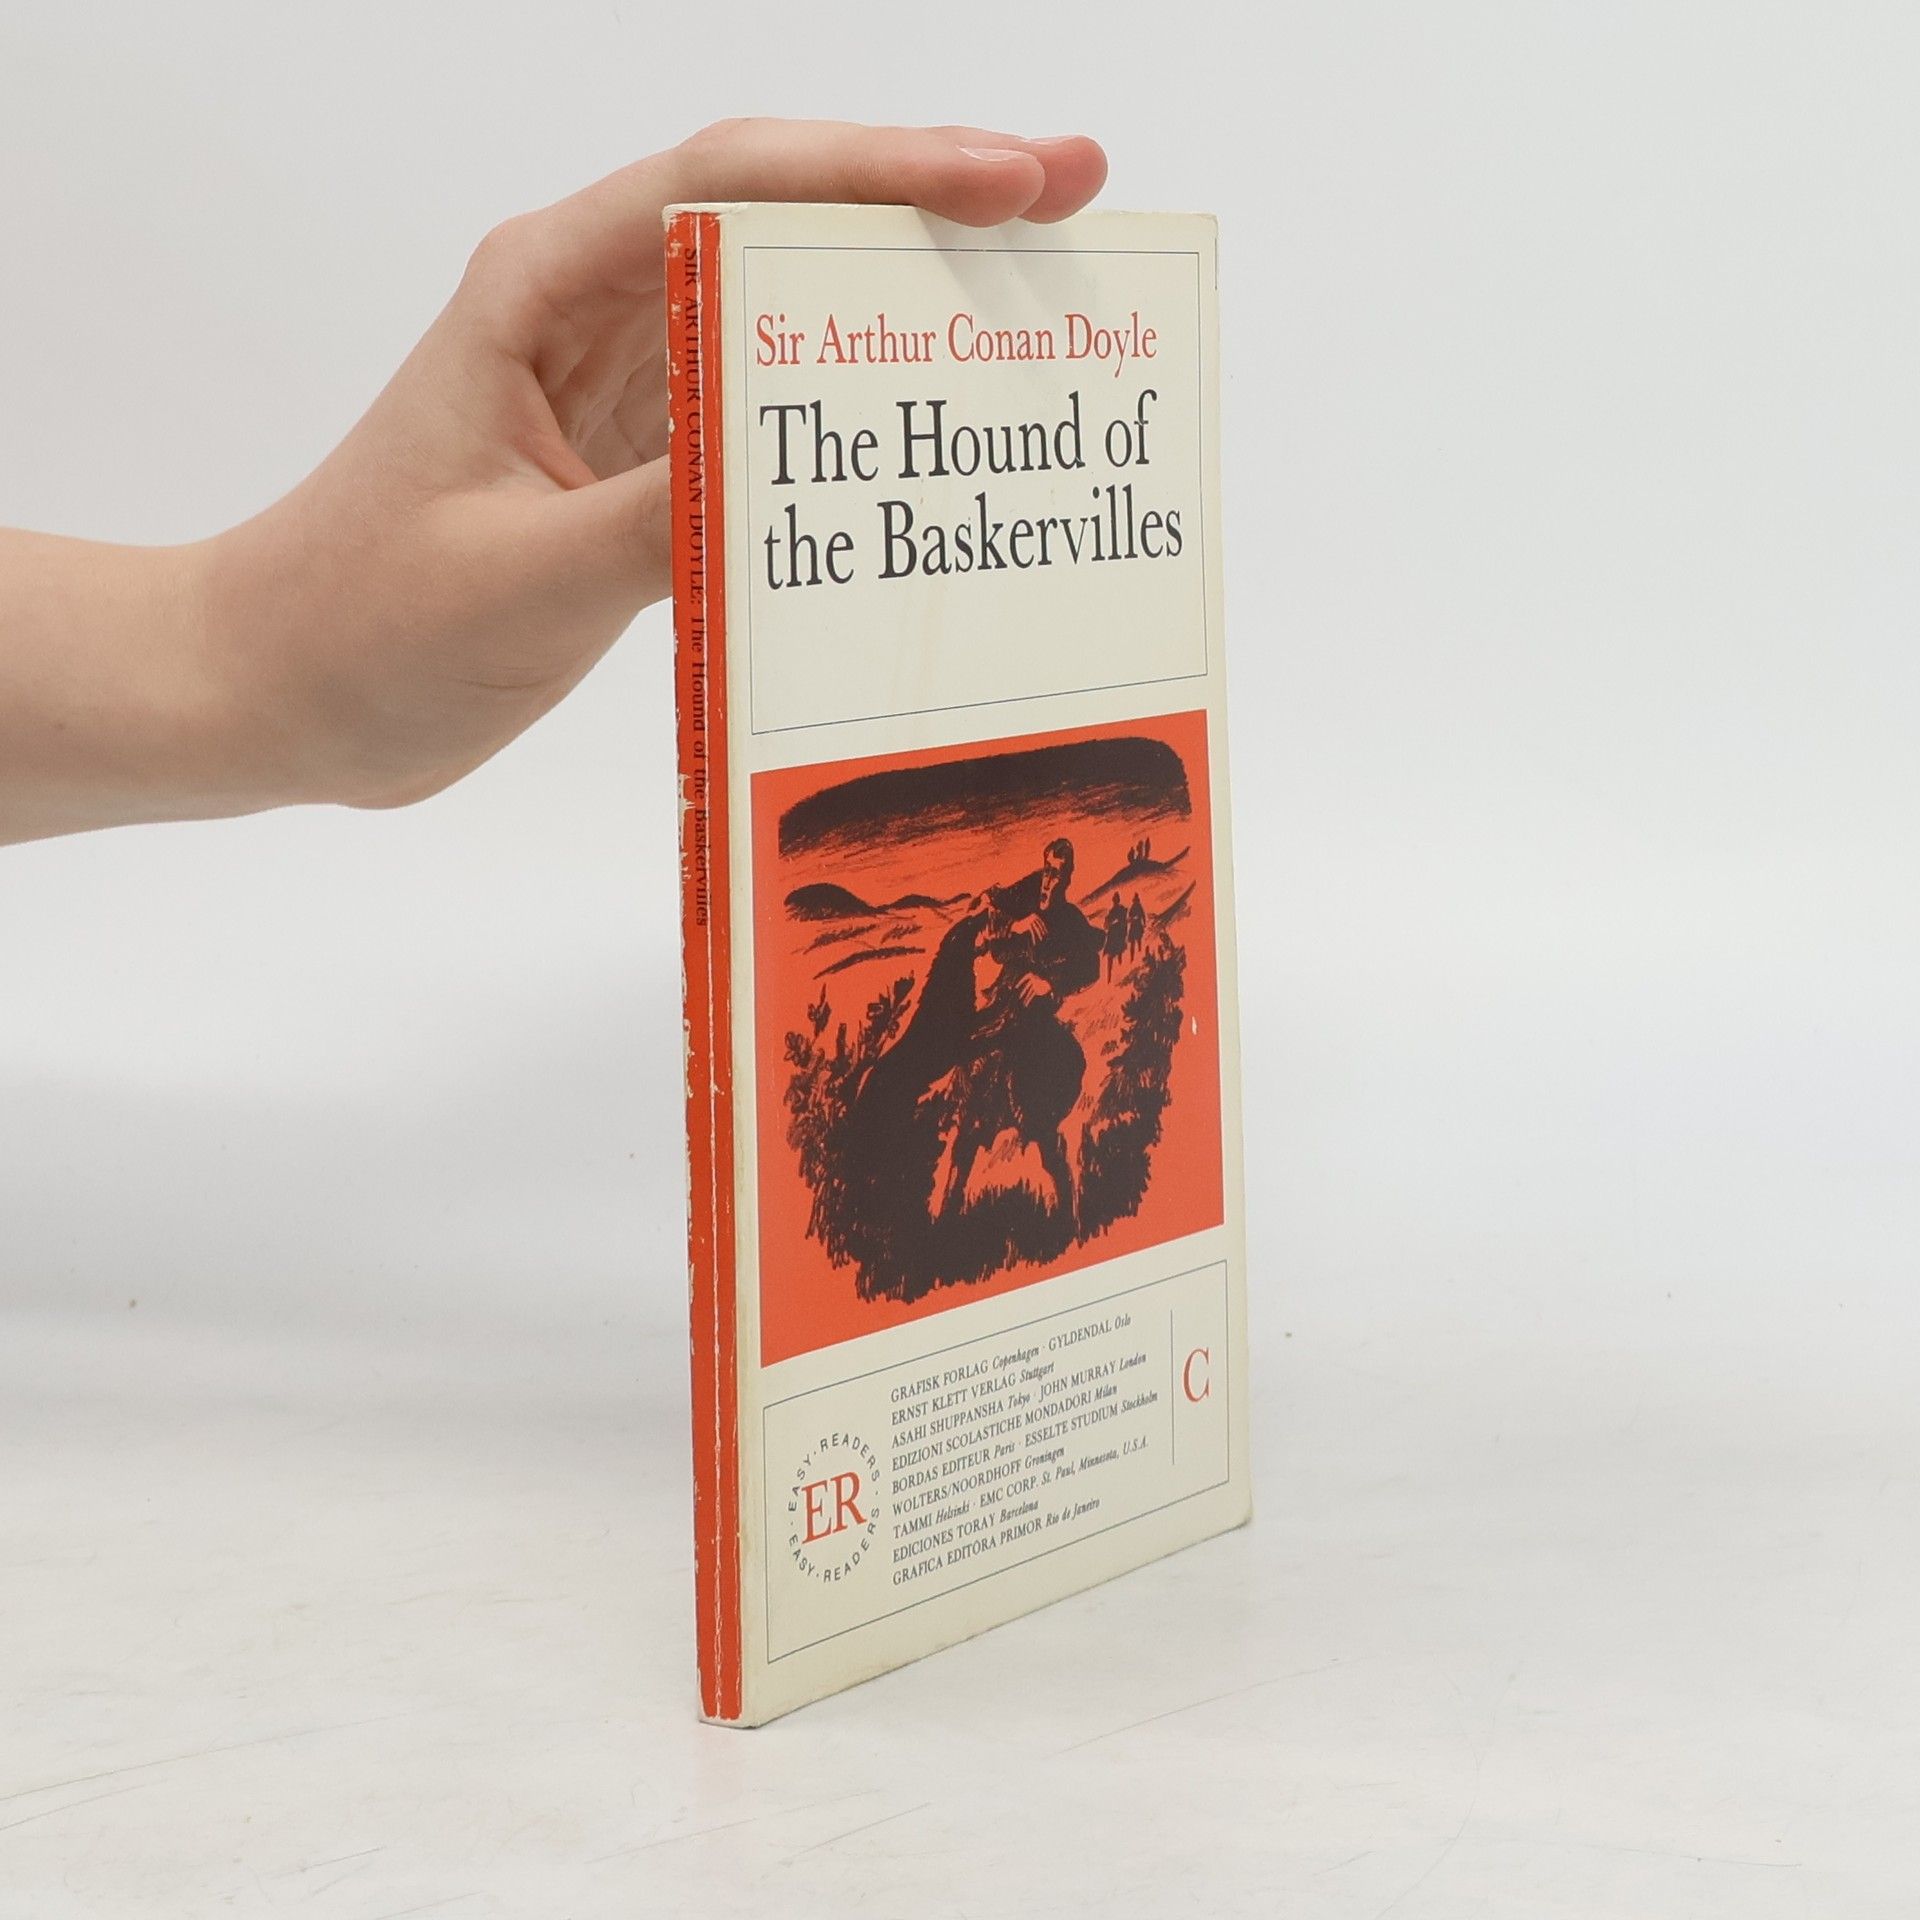 SIR ARTHUR CONAN DOYLE: The Hound of the Baskervilles
Sir Arthur Conan Doyle
The Hound of
the Baskervilles
GRAFISK FORLAG Copenhagen · GYLDENDAL Oslo
ERNST KLETT VERLAG Stuttgart
ASAHI SHUPPANSHA Tokyo · JOHN MURRAY London
EDIZIONI SCOLASTICHE MONDADORI Milan
BORDAS EDITEUR Paris · ESSELTE STUDIUM Stockholm
WOLTERS/NOORDHOFF Groningen
TAMMI Helsinki · EMC CORP. St. Paul, Minnesota, U.S.A.
EDICIONES TORAY Barcelona
GRAFICA EDITÔRA PRIMOR Rio de Janeiro
C
EASY · READERS · EASY · READERS ·
ER